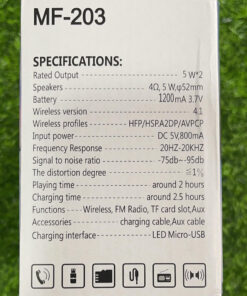 MF-203
SPECIFICATIONS:
Rated Output 5 W*2
Speakers 4Ω, 5 W,φ52mm
Battery 1200mA 3.7V
Wireless version 4.1
Wireless profiles HFP/HSP.A2DP/AVPCP
Input power DC 5V,800mA
Frequency Response 20HZ-20KHZ
Signal to noise ratio -75db--95db
The distortion degree ≤1%
Playing time around 2 hours
Charging time around 2.5 hours
Functions Wireless, FM Radio, TF card slot,Aux
Accessories charging cable,Aux cable
Charging interface LED Micro-USB